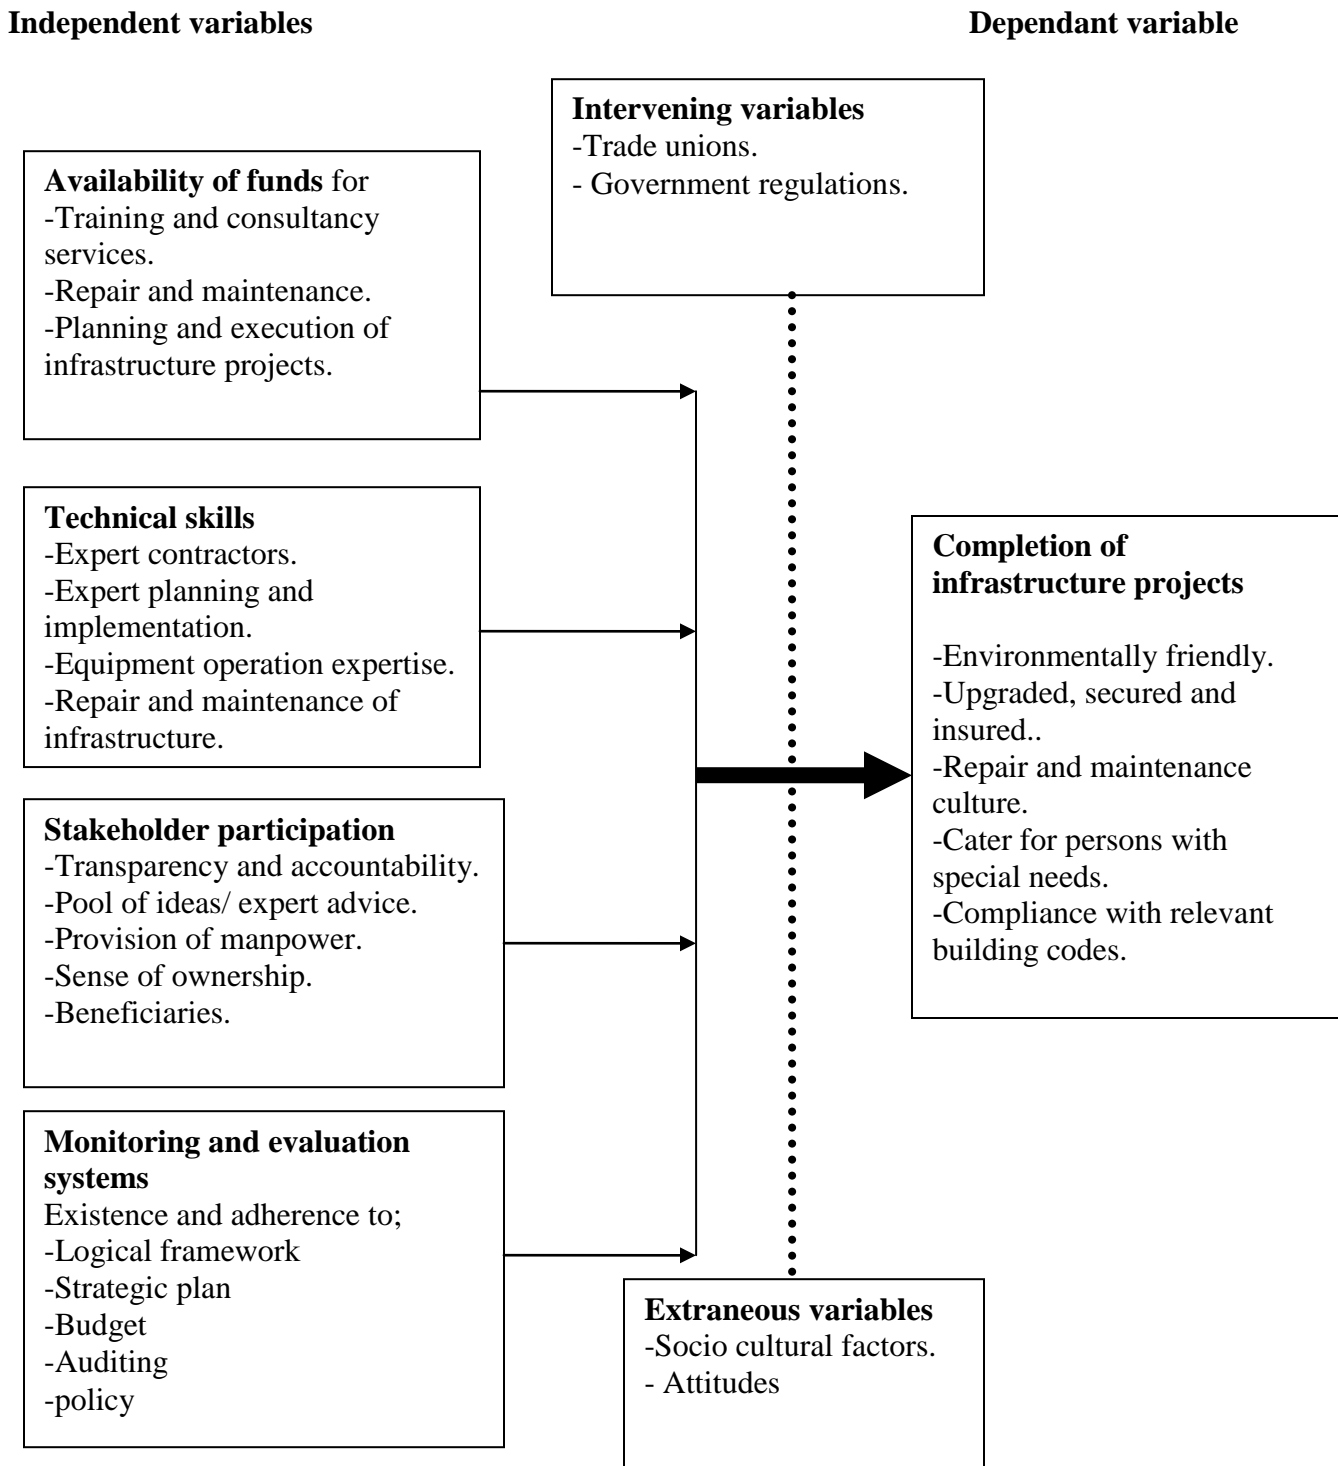 Independent variables
Dependant variable
Intervening variables
-Trade unions.
- Government regulations.
Availability of funds for
-Training and consultancy
services.
-Repair and maintenance.
-Planning and execution of
infrastructure projects.
Technical skills
-Expert contractors.
-Expert planning and
implementation.
-Equipment operation expertise.
-Repair and maintenance of
infrastructure.
Completion of
infrastructure projects
-Environmentally friendly.
-Upgraded, secured and
insured..
-Repair and maintenance
culture.
-Cater for persons with
special needs.
-Compliance with relevant
building codes.
Stakeholder participation
-Transparency and accountability.
-Pool of ideas/ expert advice.
-Provision of manpower.
-Sense of ownership.
-Beneficiaries.
Monitoring and evaluation
systems
Existence and adherence to;
-Logical framework
-Strategic plan
-Budget
-Auditing
-policy
Extraneous variables
-Socio cultural factors.
- Attitudes